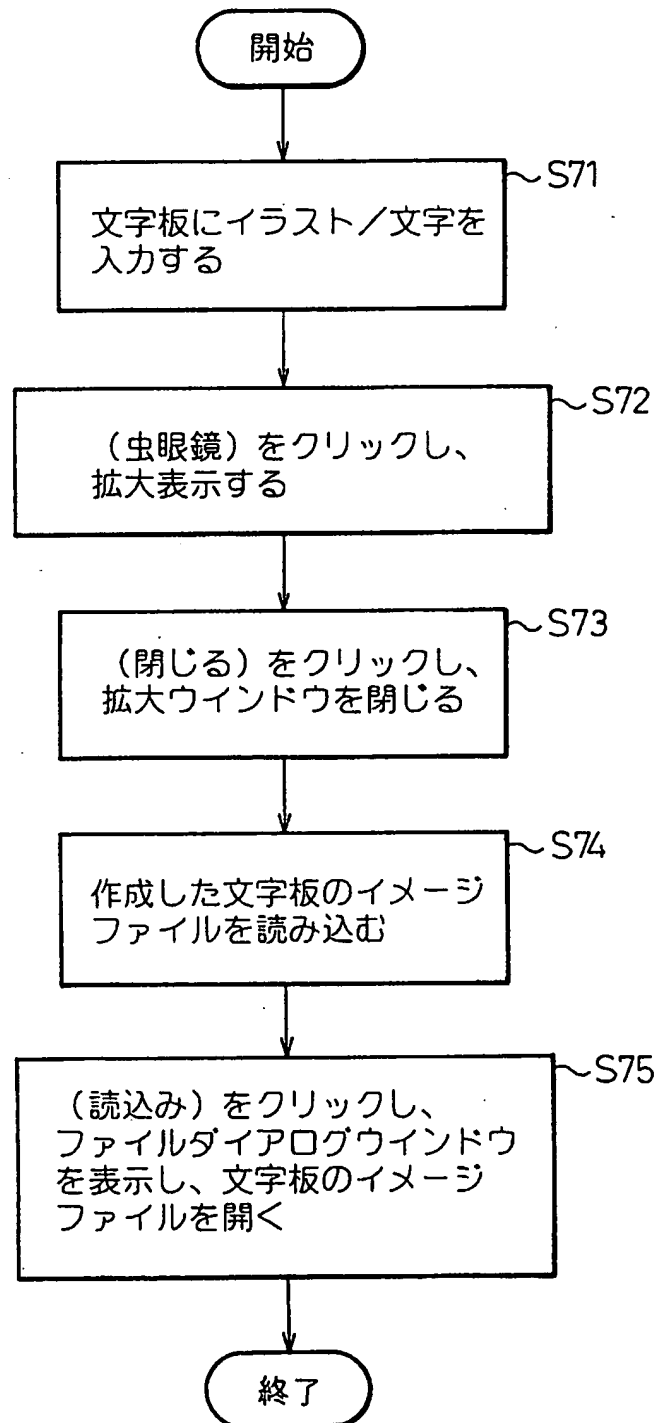 開始
S71
文字板にイラスト／文字を
入力する
S72
（虫眼鏡）をクリックし、
拡大表示する
S73
（閉じる）をクリックし、
拡大ウインドウを閉じる
S74
作成した文字板のイメージ
ファイルを読み込む
S75
（読込み）をクリックし、
ファイルダイアログウインドウ
を表示し、文字板のイメージ
ファイルを開く
終了